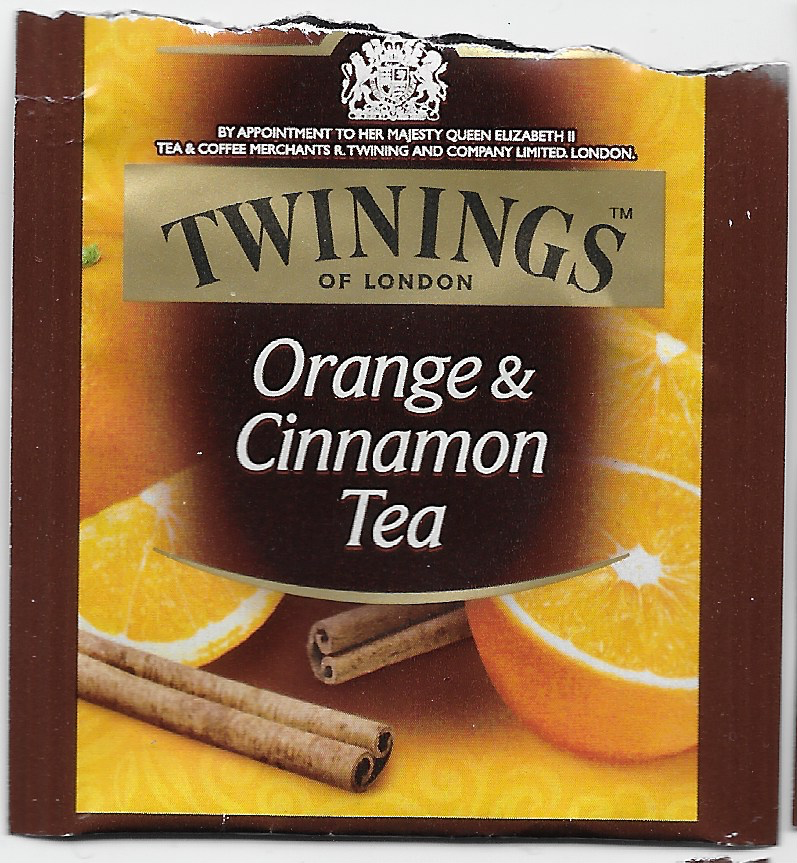 BY APPOINTMENT TO HER MAJESTY QUEEN ELIZABETH II
TEA & COFFEE MERCHANTS R. TWINING AND COMPANY LIMITED. LONDON.
TWININGS™
OF LONDON
Orange &
Cinnamon
Tea